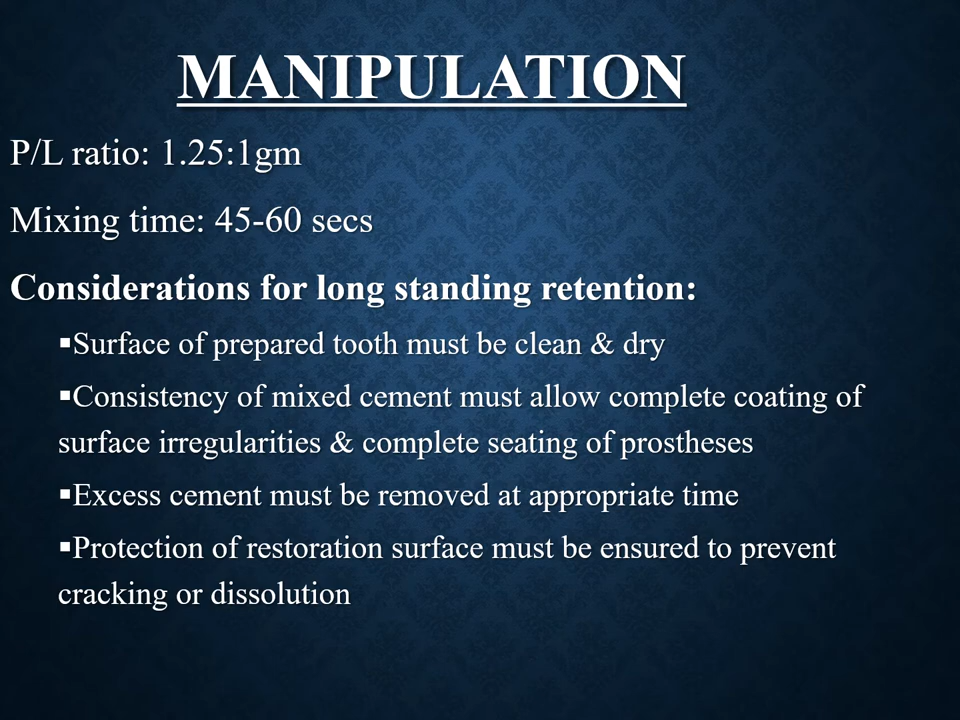 MANIPULATION
P/L ratio: 1.25:1gm
Mixing time: 45-60 secs
Considerations for long standing retention:
▪Surface of prepared tooth must be clean & dry
▪Consistency of mixed cement must allow complete coating of
surface irregularities & complete seating of prostheses
▪Excess cement must be removed at appropriate time
▪Protection of restoration surface must be ensured to prevent
cracking or dissolution